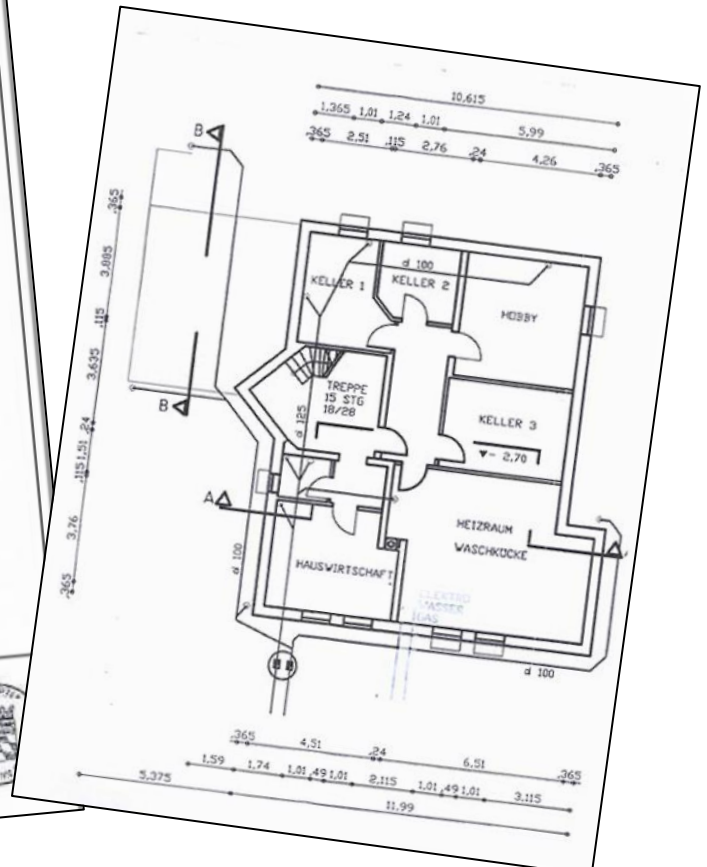 10,615
1,365 1,01 1,24 1,01 5,99
,365 2,51 ,115 2,76 ,24 4,26 ,365
B
,365
3,885
,115
3,635
,24
1,51
,115
3,76
,365
KELLER 1
d 100
KELLER 2
HOBBY
B
TREPPE
15 STG
18/28
d 125
KELLER 3
- 2,70
A
HEIZRAUM
WASCHKÜCKE
HAUSWIRTSCHAFT
d 100
ELEKTRO
WASSER
GAS
d 100
,365 4,51 ,24 6,51 ,365
1,59 1,74 1,01 ,49 1,01 2,115 1,01 ,49 1,01 3,115
5,375 11,99